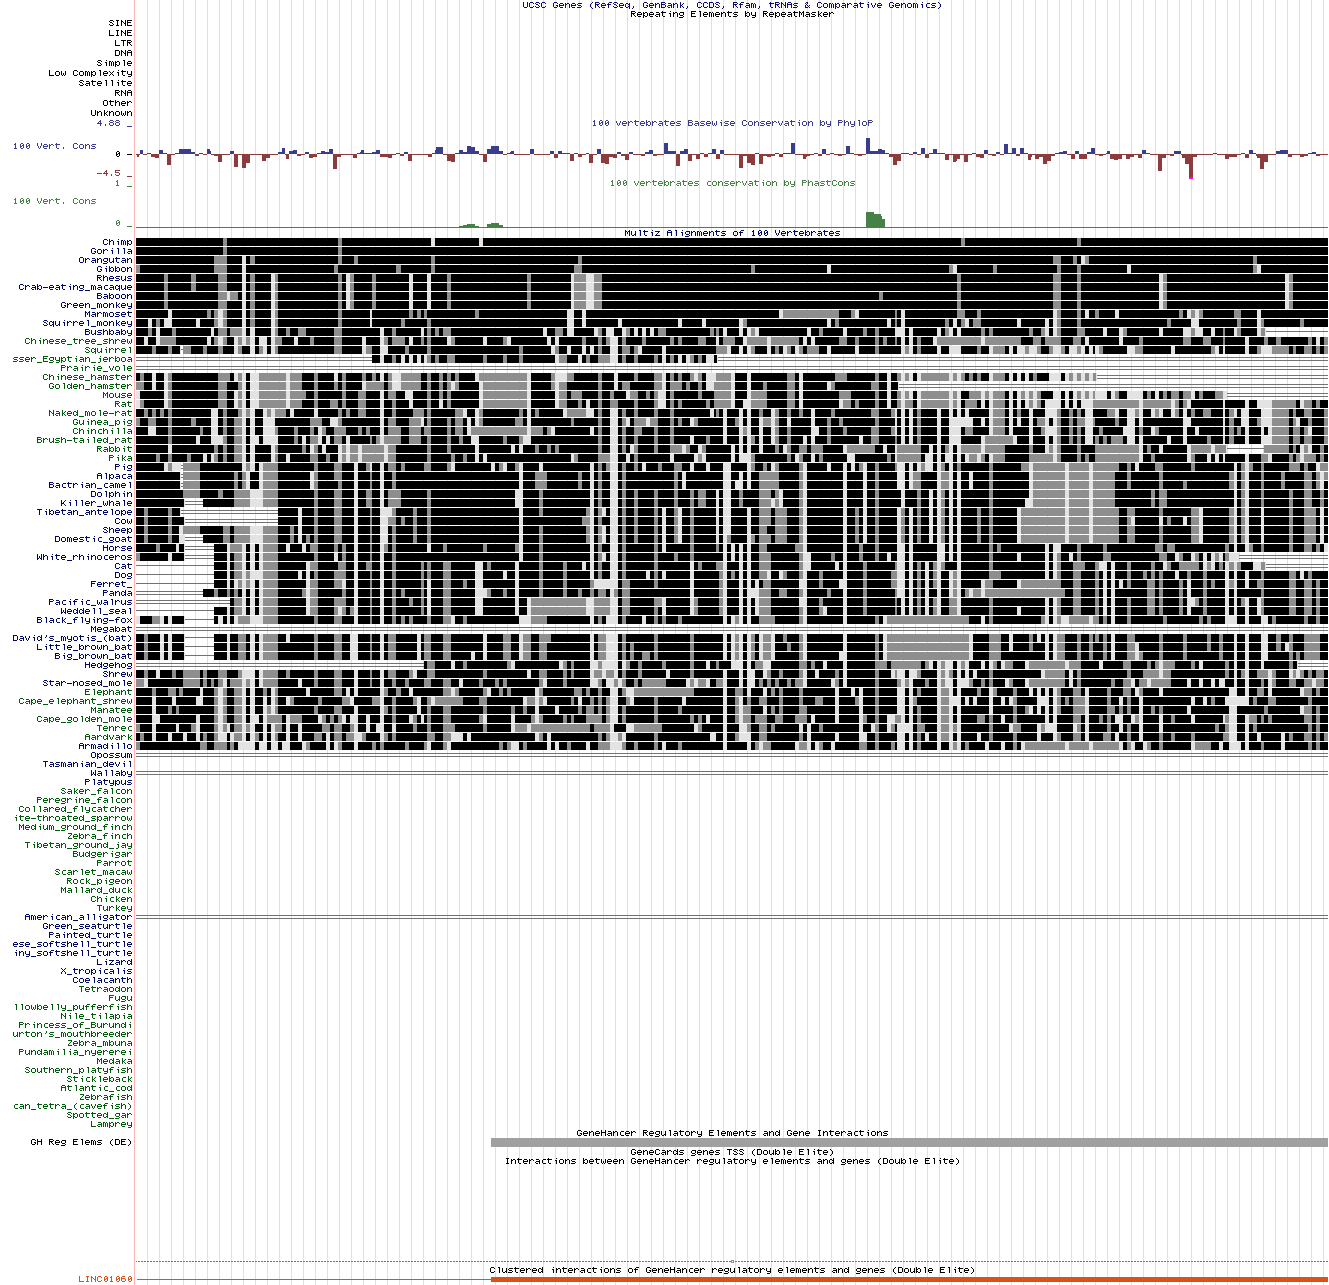 UCSC Genes (RefSeq, GenBank, CCDS, Rfam, tRNAs & Comparative Genomics)
Repeating Elements by RepeatMasker
SINE
LINE
LTR
DNA
Simple
Low Complexity
Satellite
RNA
Other
Unknown
4.88 _
100 vertebrates Basewise Conservation by PhyloP
100 Vert. Cons
0 -
-4.5 _
100 vertebrates conservation by PhastCons
1 _
100 Vert. Cons
0 _
Multiz Alignments of 100 Vertebrates
Chimp
Gorilla
Orangutan
Gibbon
Rhesus
Crab-eating_macaque
Baboon
Green_monkey
Marmoset
Squirrel_monkey
Bushbaby
Chinese_tree_shrew
Squirrel
sser_Egyptian_jerboa
Prairie_vole
Chinese_hamster
Golden_hamster
Mouse
Rat
Naked_mole-rat
Guinea_pig
Chinchilla
Brush-tailed_rat
Rabbit
Pika
Pig
Alpaca
Bactrian_camel
Dolphin
Killer_whale
Tibetan_antelope
Cow
Sheep
Domestic_goat
Horse
White_rhinoceros
Cat
Dog
Ferret_
Panda
Pacific_walrus
Weddell_seal
Black_flying-fox
Megabat
David's_myotis_(bat)
Little_brown_bat
Big_brown_bat
Hedgehog
Shrew
Star-nosed_mole
Elephant
Cape_elephant_shrew
Manatee
Cape_golden_mole
Tenrec
Aardvark
Armadillo
Opossum
Tasmanian_devil
Wallaby
Platypus
Saker_falcon
Peregrine_falcon
Collared_flycatcher
ite-throated_sparrow
Medium_ground_finch
Zebra_finch
Tibetan_ground_jay
Budgerigar
Parrot
Scarlet_macaw
Rock_pigeon
Mallard_duck
Chicken
Turkey
American_alligator
Green_seaturtle
Painted_turtle
ese_softshell_turtle
iny_softshell_turtle
Lizard
X_tropicalis
Coelacanth
Tetraodon
Fugu
llowbelly_pufferfish
Nile_tilapia
Princess_of_Burundi
urton's_mouthbreeder
Zebra_mbuna
Pundamilia_nyererei
Medaka
Southern_platyfish
Stickleback
Atlantic_cod
Zebrafish
can_tetra_(cavefish)
Spotted_gar
Lamprey
GeneHancer Regulatory Elements and Gene Interactions
GH Reg Elems (DE)
GeneCards genes TSS (Double Elite)
Interactions between GeneHancer regulatory elements and genes (Double Elite)
Clustered interactions of GeneHancer regulatory elements and genes (Double Elite)
LINC01060